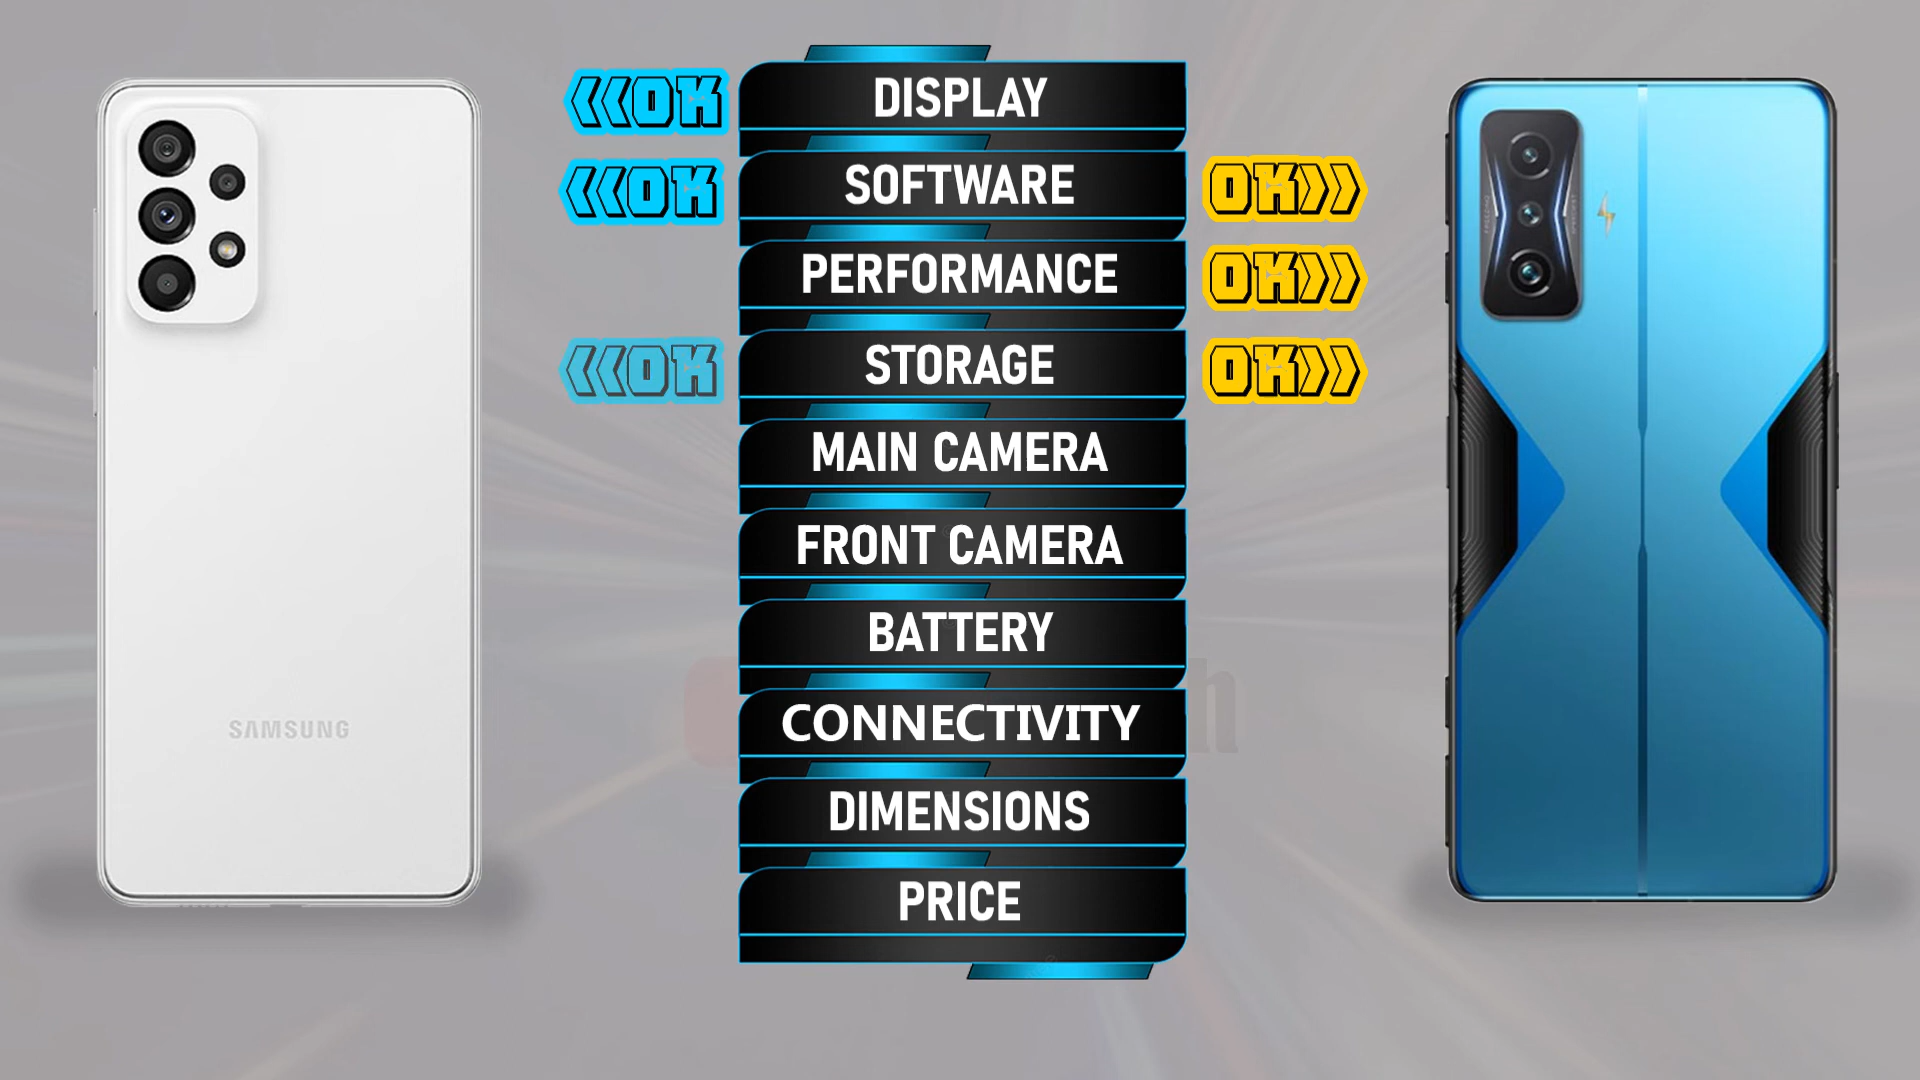 <<OK DISPLAY
<<OK SOFTWARE OK>>
PERFORMANCE OK>>
<<OK STORAGE OK>>
MAIN CAMERA
FRONT CAMERA
BATTERY
CONNECTIVITY
DIMENSIONS
PRICE
SAMSUNG